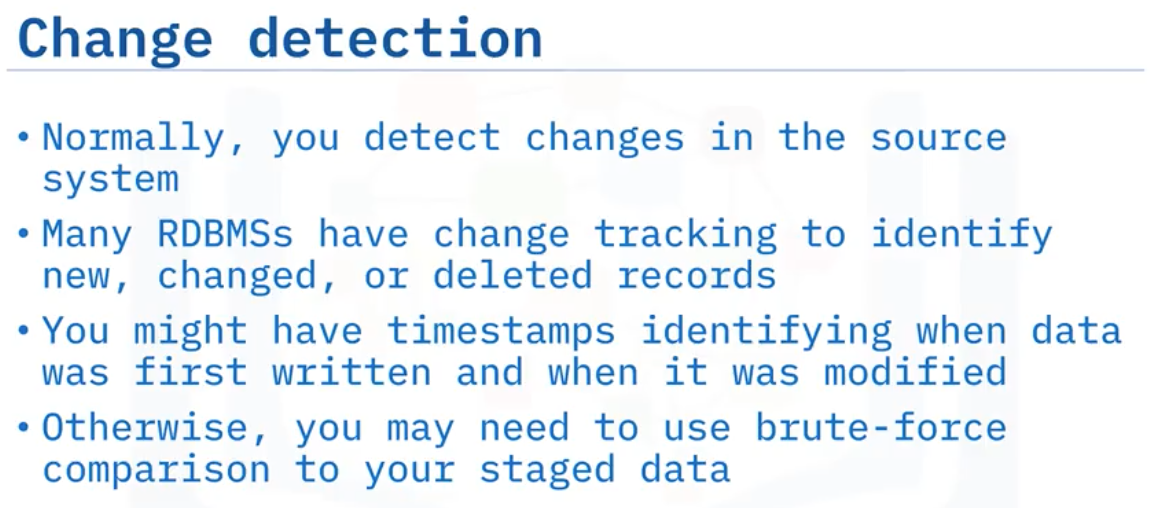 Change detection
• Normally, you detect changes in the source
system
• Many RDBMSs have change tracking to identify
new, changed, or deleted records
• You might have timestamps identifying when data
was first written and when it was modified
• Otherwise, you may need to use brute-force
comparison to your staged data